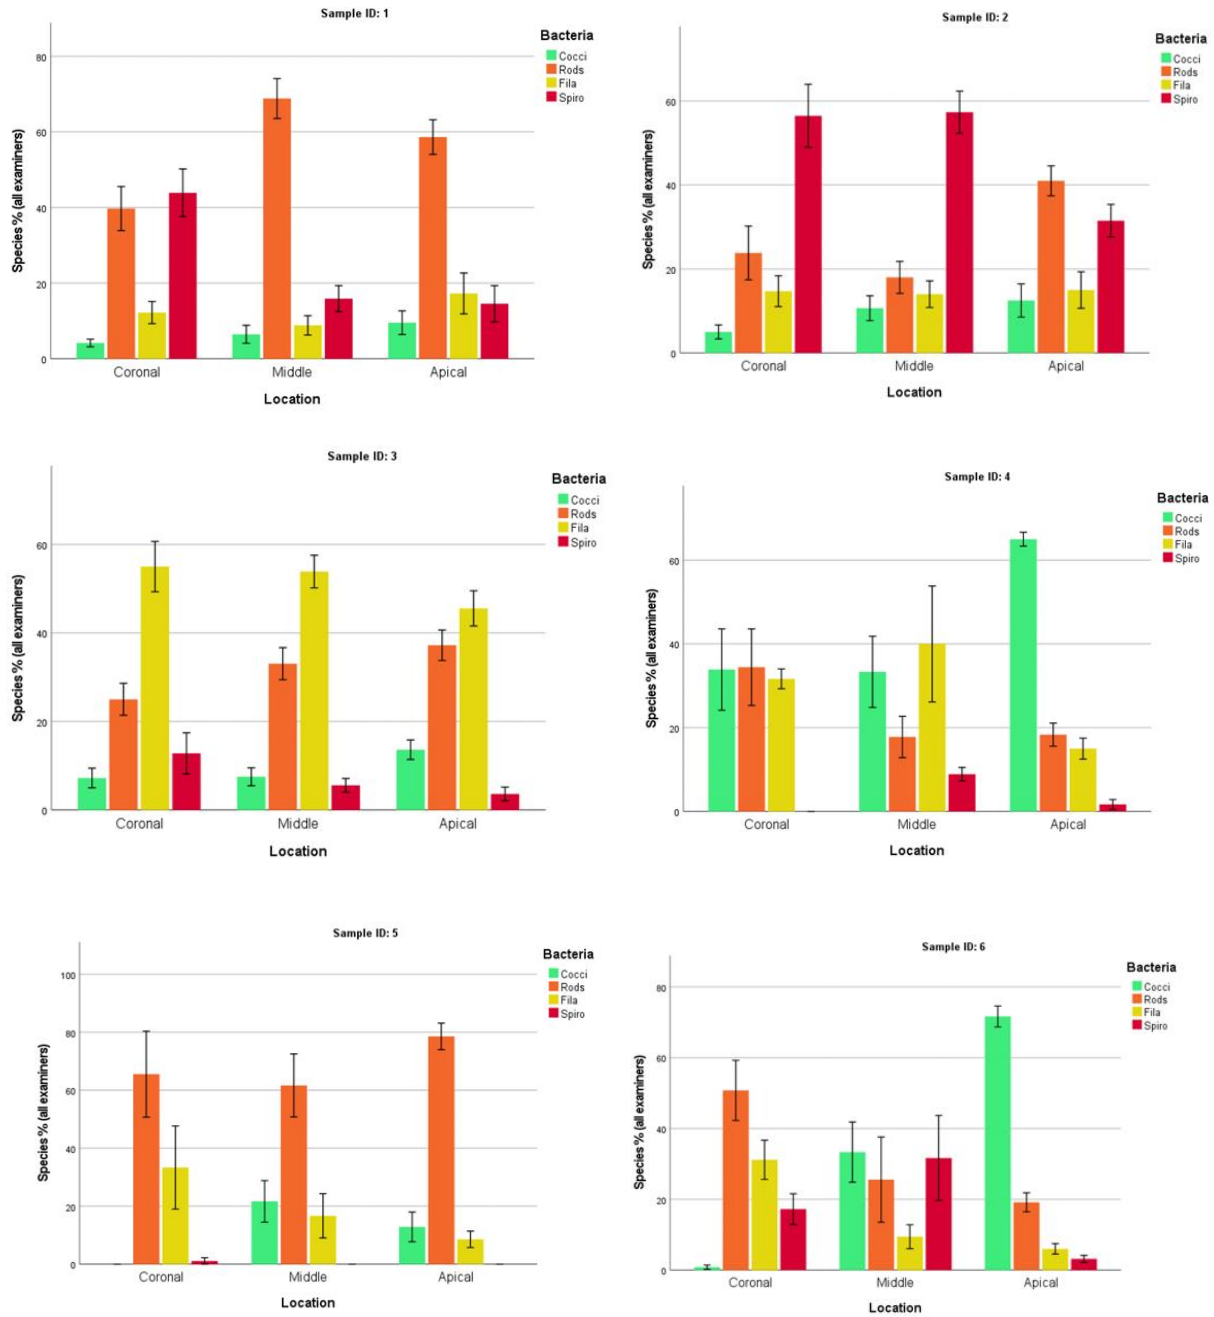 Sample ID: 1
Bacteria
Cocci
Rods
Fila
Spiro
Species % (all examiners)
80
60
40
20
0
Coronal Middle Apical
Location
Sample ID: 2
Bacteria
Cocci
Rods
Fila
Spiro
Species % (all examiners)
60
40
20
0
Coronal Middle Apical
Location
Sample ID: 3
Bacteria
Cocci
Rods
Fila
Spiro
Species % (all examiners)
60
40
20
0
Coronal Middle Apical
Location
Sample ID: 4
Bacteria
Cocci
Rods
Fila
Spiro
Species % (all examiners)
60
40
20
0
Coronal Middle Apical
Location
Sample ID: 5
Bacteria
Cocci
Rods
Fila
Spiro
Species % (all examiners)
100
80
60
40
20
0
Coronal Middle Apical
Location
Sample ID: 6
Bacteria
Cocci
Rods
Fila
Spiro
Species % (all examiners)
80
60
40
20
0
Coronal Middle Apical
Location